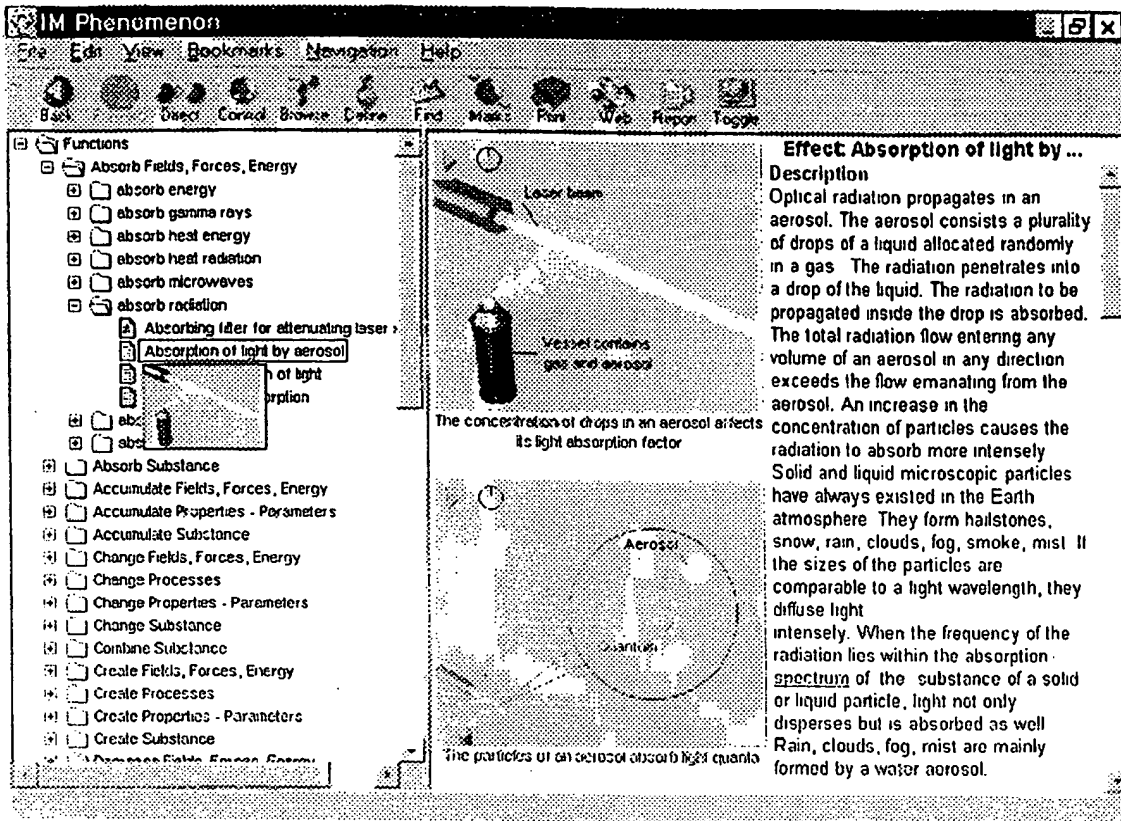 IM Phenomenon
File Edit View Bookmarks Navigation Help
Back Direct Control Browse Define Find Marks Print Web Report Toggle
Functions
Absorb Fields, Forces, Energy
absorb energy
absorb gamma rays
absorb heat energy
absorb heat radiation
absorb microwaves
absorb radiation
Absorbing filter for attenuating laser
Absorption of light by aerosol
n of light
orption
abs
abs
Absorb Substance
Accumulate Fields, Forces, Energy
Accumulate Properties - Parameters
Accumulate Substance
Change Fields, Forces, Energy
Change Processes
Change Properties - Parameters
Change Substance
Combine Substance
Create Fields, Forces, Energy
Create Processes
Create Properties - Parameters
Create Substance
Laser beam
Vessel contains
gas and aerosol
The concentration of drops in an aerosol affects
its light absorption factor
Aerosol
Quantum
The particles of an aerosol absorb light quanta
Effect: Absorption of light by ...
Description
Optical radiation propagates in an
aerosol. The aerosol consists a plurality
of drops of a liquid allocated randomly
in a gas The radiation penetrates into
a drop of the liquid. The radiation to be
propagated inside the drop is absorbed.
The total radiation flow entering any
volume of an aerosol in any direction
exceeds the flow emanating from the
aerosol. An increase in the
concentration of particles causes the
radiation to absorb more intensely
Solid and liquid microscopic particles
have always existed in the Earth
atmosphere They form hailstones,
snow, rain, clouds, fog, smoke, mist If
the sizes of the particles are
comparable to a light wavelength, they
diffuse light
intensely. When the frequency of the
radiation lies within the absorption
spectrum of the substance of a solid
or liquid particle, light not only
disperses but is absorbed as well
Rain, clouds, fog, mist are mainly
formed by a water aerosol.